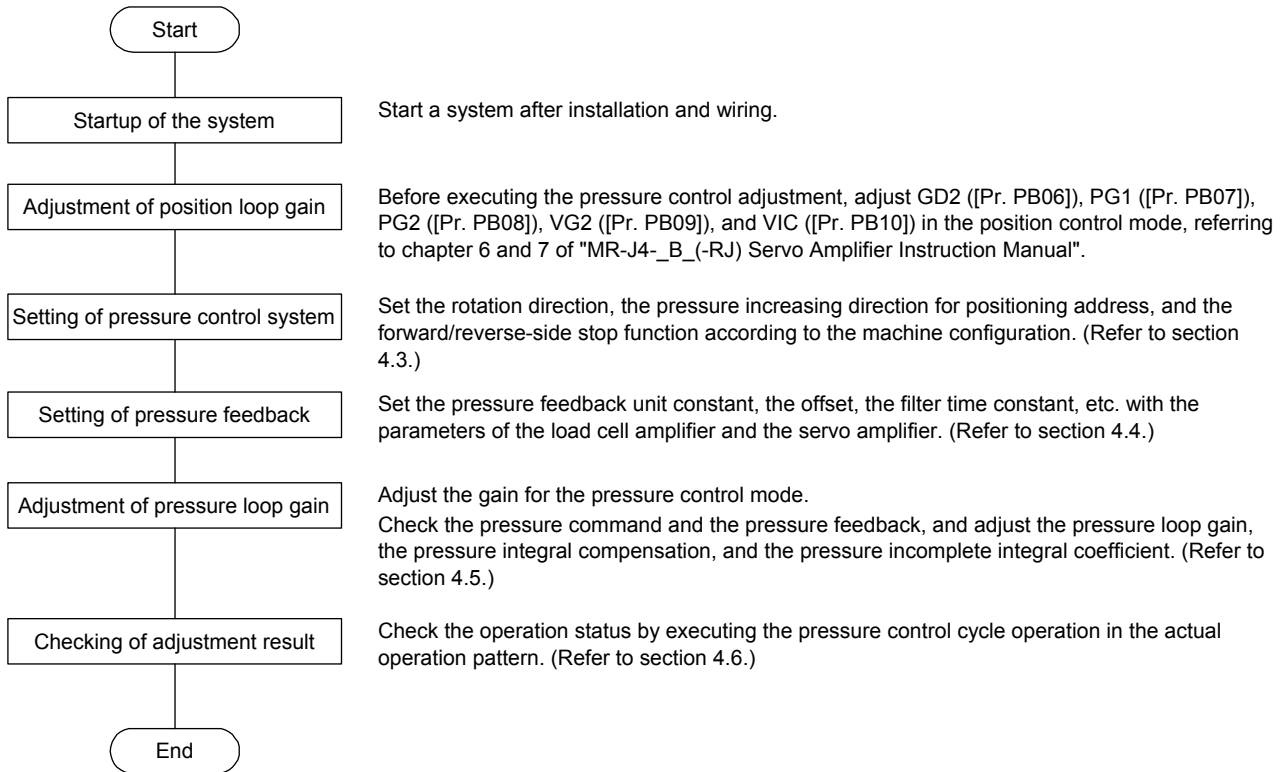 Start
Startup of the system
Start a system after installation and wiring.
Adjustment of position loop gain
Before executing the pressure control adjustment, adjust GD2 ([Pr. PB06]), PG1 ([Pr. PB07]),
PG2 ([Pr. PB08]), VG2 ([Pr. PB09]), and VIC ([Pr. PB10]) in the position control mode, referring
to chapter 6 and 7 of "MR-J4-_B_(-RJ) Servo Amplifier Instruction Manual".
Setting of pressure control system
Set the rotation direction, the pressure increasing direction for positioning address, and the
forward/reverse-side stop function according to the machine configuration. (Refer to section
4.3.)
Setting of pressure feedback
Set the pressure feedback unit constant, the offset, the filter time constant, etc. with the
parameters of the load cell amplifier and the servo amplifier. (Refer to section 4.4.)
Adjustment of pressure loop gain
Adjust the gain for the pressure control mode.
Check the pressure command and the pressure feedback, and adjust the pressure loop gain,
the pressure integral compensation, and the pressure incomplete integral coefficient. (Refer to
section 4.5.)
Checking of adjustment result
Check the operation status by executing the pressure control cycle operation in the actual
operation pattern. (Refer to section 4.6.)
End